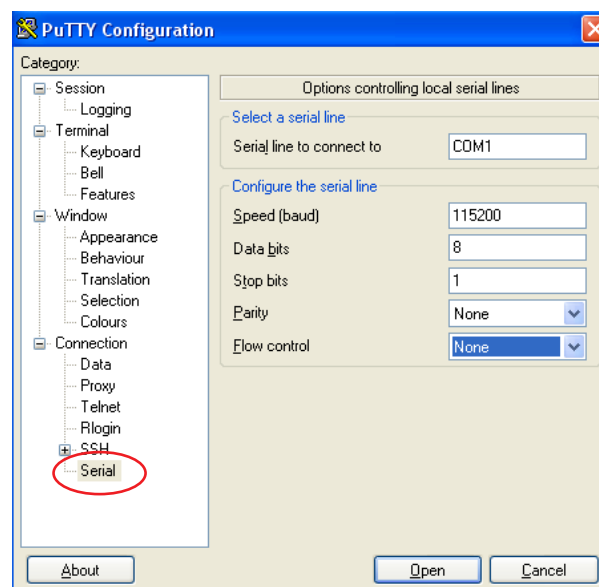 PuTTY Configuration
Category:
Session
Logging
Terminal
Keyboard
Bell
Features
Window
Appearance
Behaviour
Translation
Selection
Colours
Connection
Data
Proxy
Telnet
Rlogin
SSH
Serial
Options controlling local serial lines
Select a serial line
Serial line to connect to COM1
Configure the serial line
Speed (baud) 115200
Data bits 8
Stop bits 1
Parity None
Flow control None
About Open Cancel